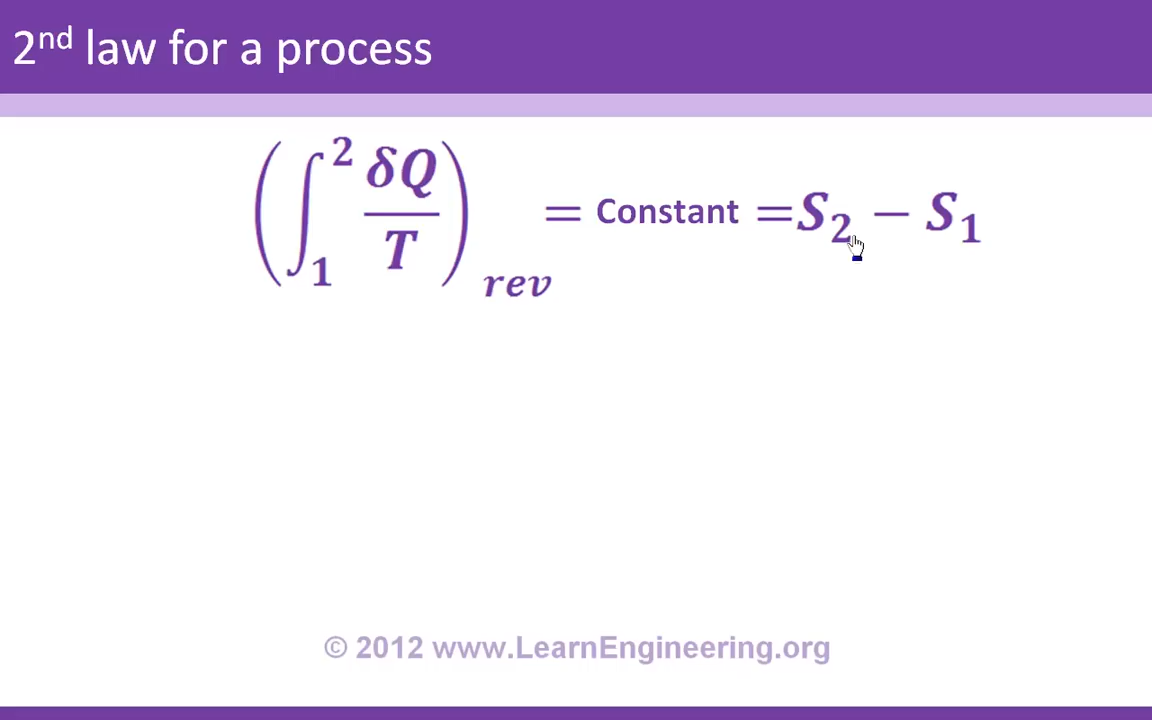 2nd law for a process
(∫₁² δQ/T)rev = Constant = S₂ − S₁
© 2012 www.LearnEngineering.org